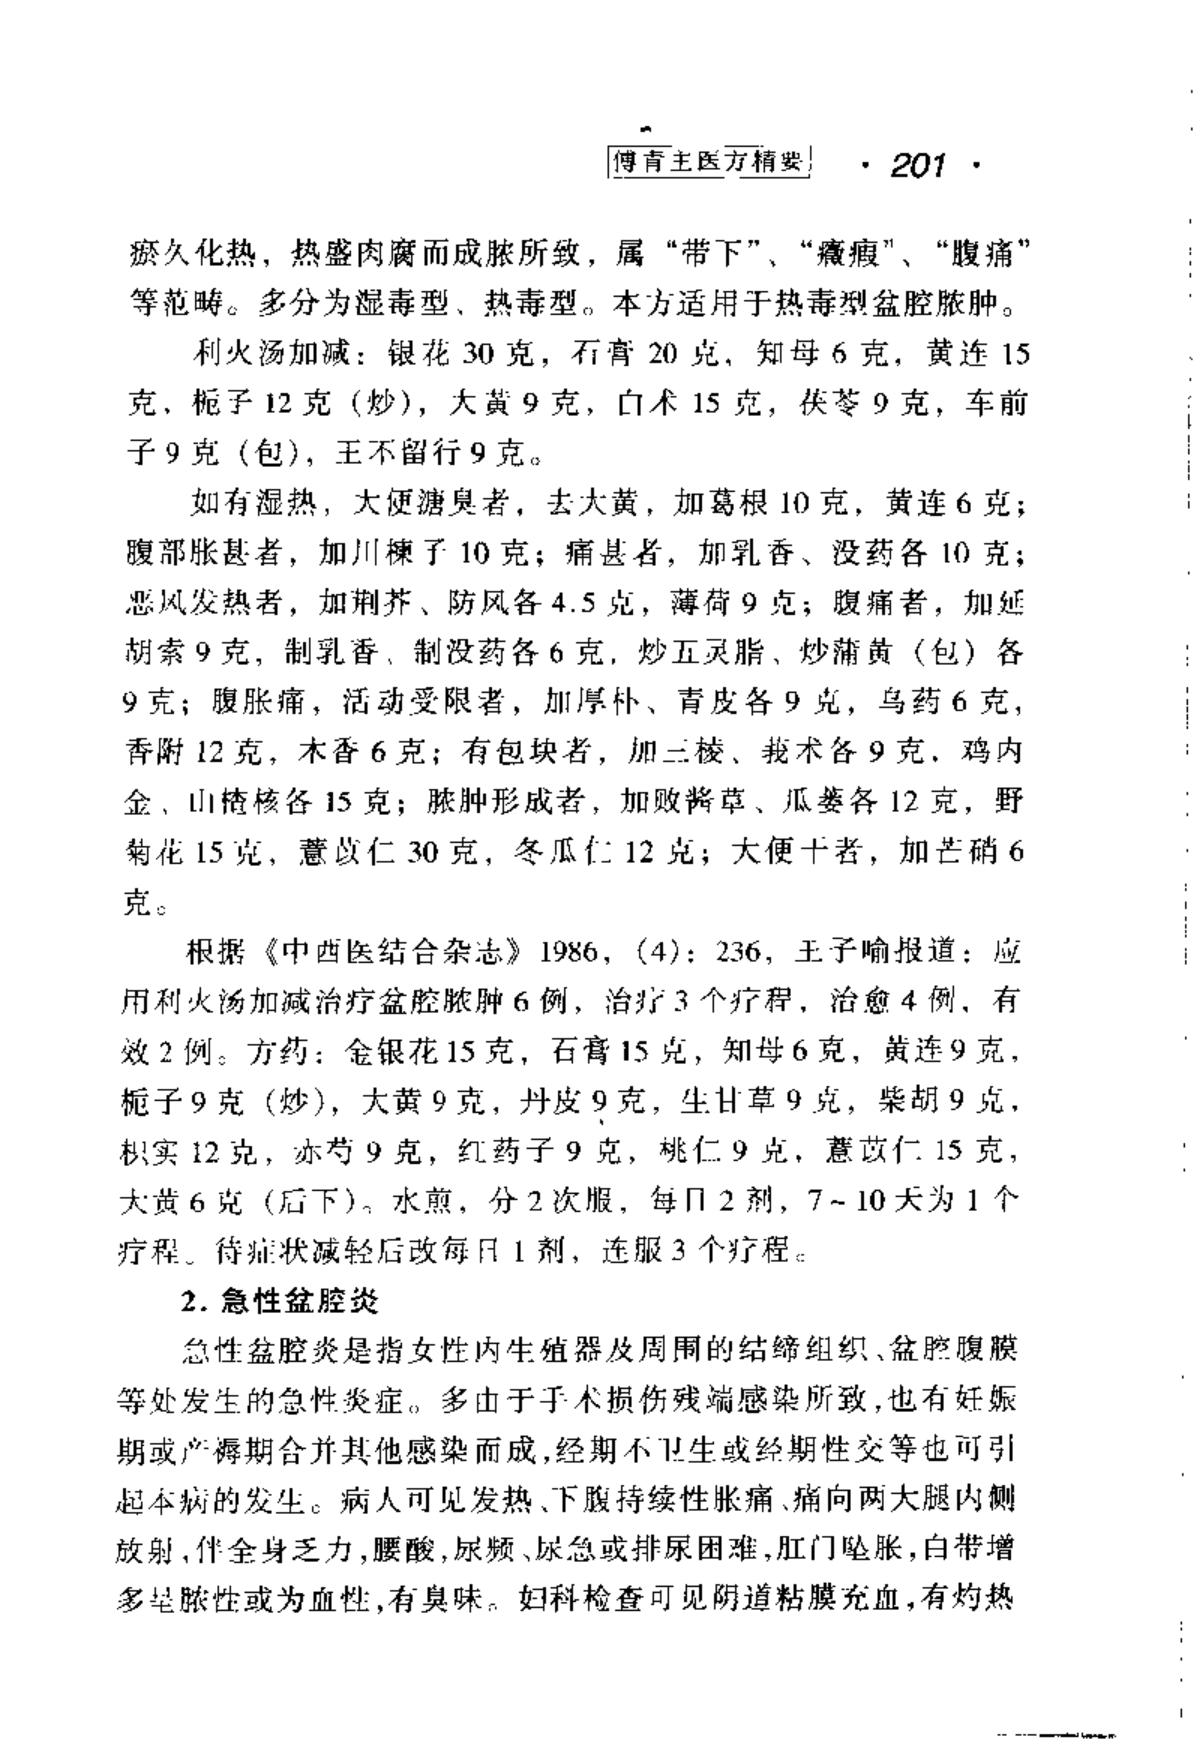 傅青主医方精要 · 201 ·
瘀久化热，热盛肉腐而成脓所致，属“带下”、“癥瘕”、“腹痛”
等范畴。多分为湿毒型、热毒型。本方适用于热毒型盆腔脓肿。
利火汤加减：银花 30 克，石膏 20 克，知母 6 克，黄连 15
克，栀子 12 克（炒），大黄 9 克，白术 15 克，茯苓 9 克，车前
子 9 克（包），王不留行 9 克。
如有湿热，大便溏臭者，去大黄，加葛根 10 克，黄连 6 克；
腹部胀甚者，加川楝子 10 克；痛甚者，加乳香、没药各 10 克；
恶风发热者，加荆芥、防风各 4.5 克，薄荷 9 克；腹痛者，加延
胡索 9 克，制乳香、制没药各 6 克，炒五灵脂、炒蒲黄（包）各
9 克；腹胀痛，活动受限者，加厚朴、青皮各 9 克，乌药 6 克，
香附 12 克，木香 6 克；有包块者，加三棱、莪术各 9 克，鸡内
金、山楂核各 15 克；脓肿形成者，加败酱草、瓜蒌各 12 克，野
菊花 15 克，薏苡仁 30 克，冬瓜仁 12 克；大便干者，加芒硝 6
克。
根据《中西医结合杂志》1986，（4）：236，王子喻报道：应
用利火汤加减治疗盆腔脓肿 6 例，治疗 3 个疗程，治愈 4 例，有
效 2 例。方药：金银花 15 克，石膏 15 克，知母 6 克，黄连 9 克，
栀子 9 克（炒），大黄 9 克，丹皮 9 克，生甘草 9 克，柴胡 9 克，
枳实 12 克，赤芍 9 克，红药子 9 克，桃仁 9 克，薏苡仁 15 克，
大黄 6 克（后下）。水煎，分 2 次服，每日 2 剂，7~10 天为 1 个
疗程。待症状减轻后改每日 1 剂，连服 3 个疗程。
2. 急性盆腔炎
急性盆腔炎是指女性内生殖器及周围的结缔组织、盆腔腹膜
等处发生的急性炎症。多由于手术损伤残端感染所致,也有妊娠
期或产褥期合并其他感染而成,经期不卫生或经期性交等也可引
起本病的发生。病人可见发热、下腹持续性胀痛、痛向两大腿内侧
放射,伴全身乏力,腰酸,尿频、尿急或排尿困难,肛门坠胀,白带增
多呈脓性或为血性,有臭味。妇科检查可见阴道粘膜充血,有灼热